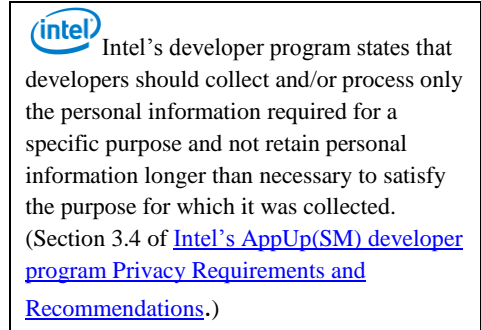 intel
Intel’s developer program states that
developers should collect and/or process only
the personal information required for a
specific purpose and not retain personal
information longer than necessary to satisfy
the purpose for which it was collected.
(Section 3.4 of Intel’s AppUp(SM) developer
program Privacy Requirements and
Recommendations.)